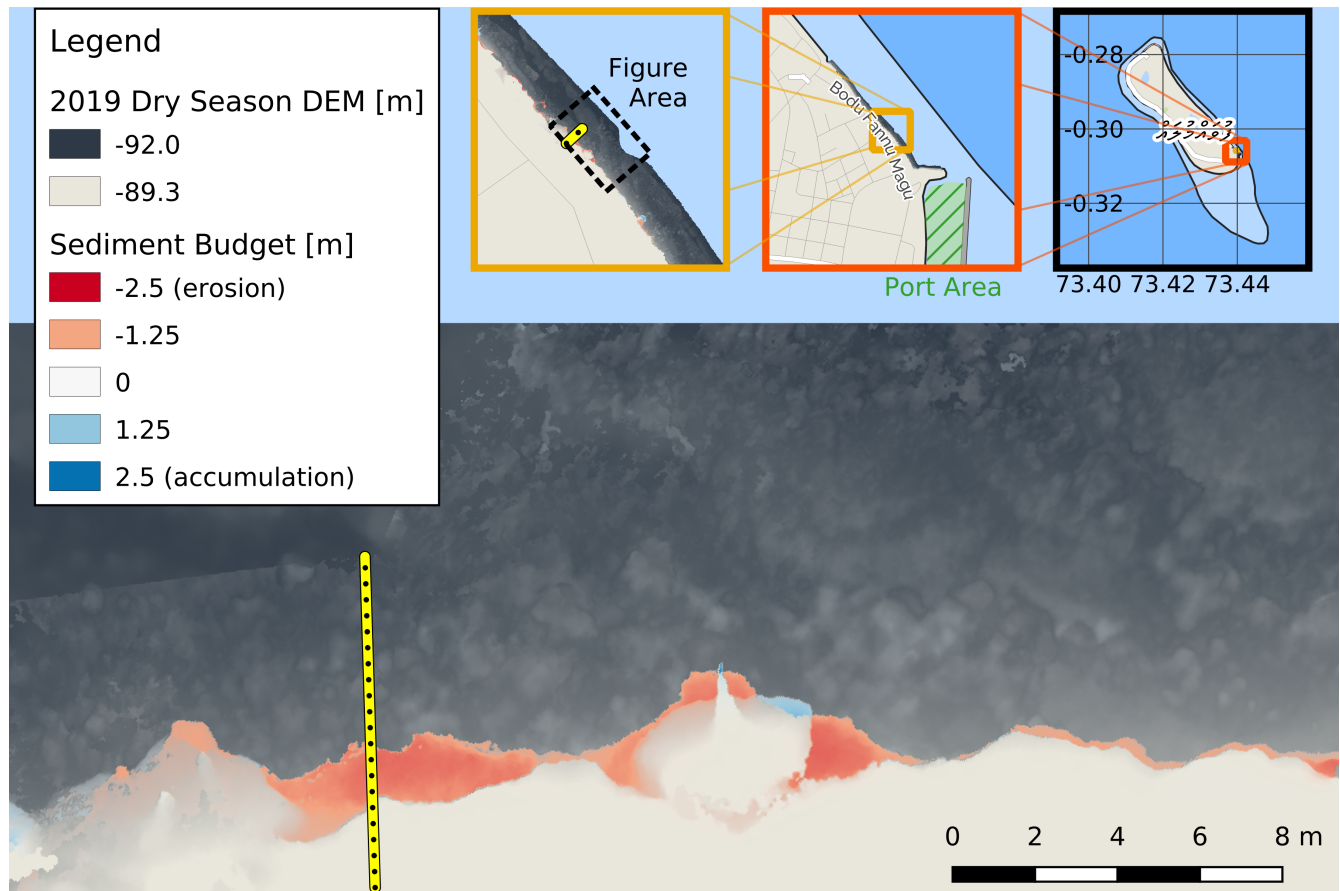 Legend
2019 Dry Season DEM [m]
-92.0
-89.3
Sediment Budget [m]
-2.5 (erosion)
-1.25
0
1.25
2.5 (accumulation)
Figure
Area
Bodu Fannu Magu
Port Area
-0.28
-0.30
-0.32
ފުވައްމުލައް
73.40 73.42 73.44
0 2 4 6 8 m